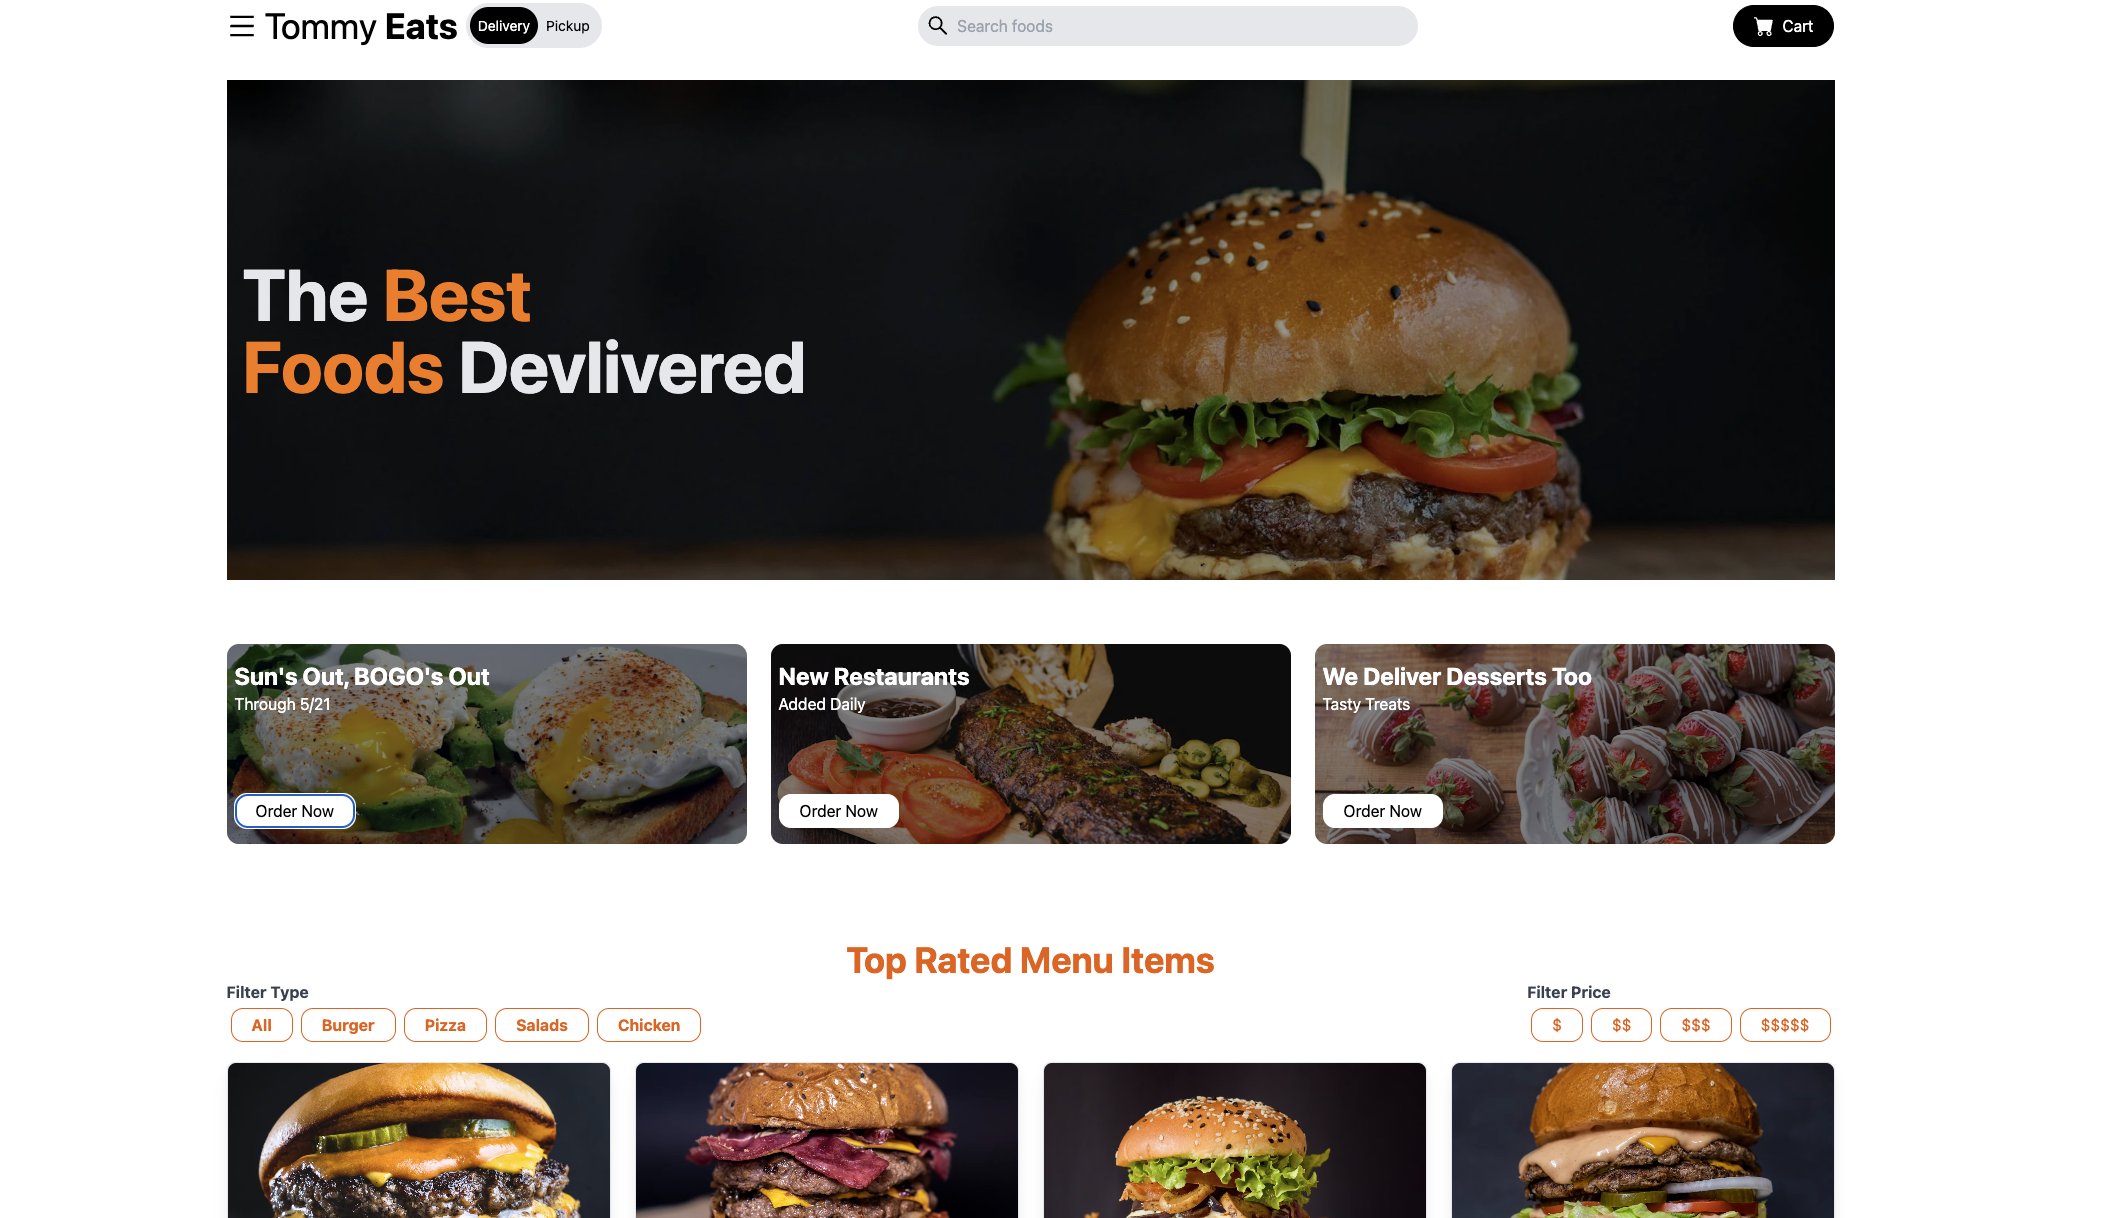 Tommy Eats Delivery Pickup Search foods Cart
The Best
Foods Devlivered
Sun's Out, BOGO's Out
Through 5/21
Order Now
New Restaurants
Added Daily
Order Now
We Deliver Desserts Too
Tasty Treats
Order Now
Top Rated Menu Items
Filter Type
All Burger Pizza Salads Chicken
Filter Price
$ $$ $$$ $$$$$